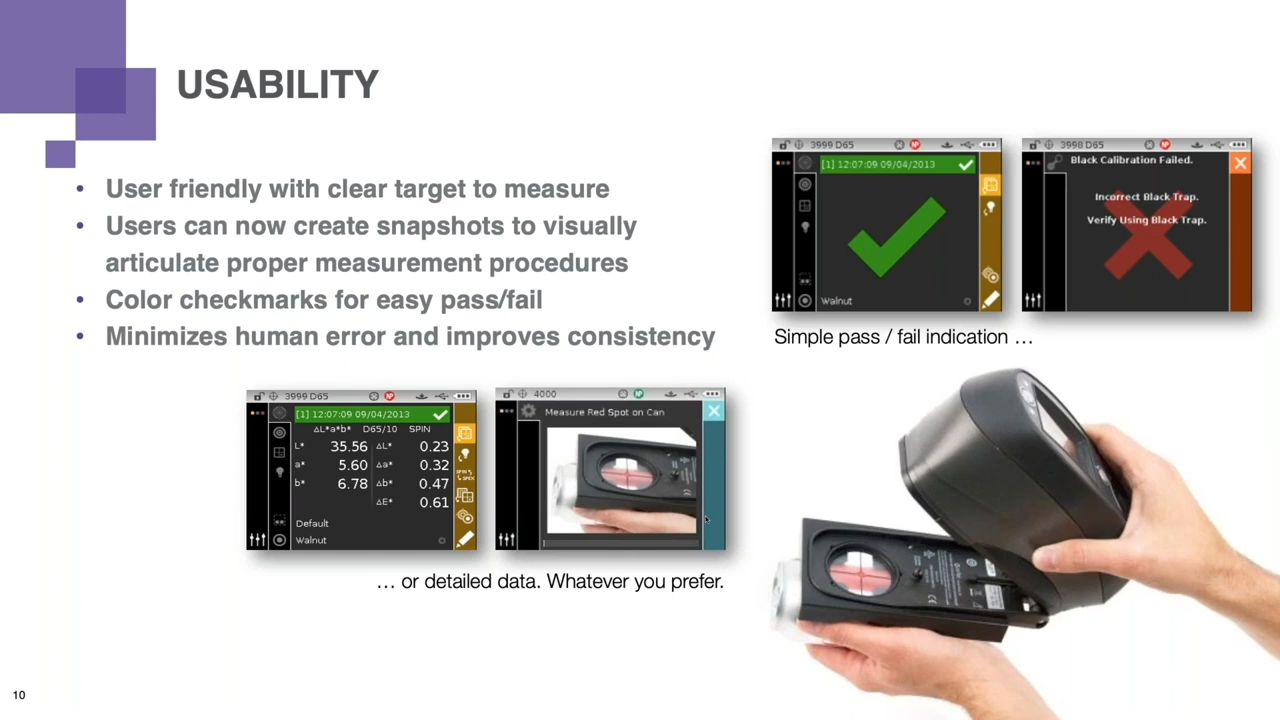 USABILITY
• User friendly with clear target to measure
• Users can now create snapshots to visually
articulate proper measurement procedures
• Color checkmarks for easy pass/fail
• Minimizes human error and improves consistency
3999 D65
[1] 12:07:09 09/04/2013
Walnut
3998 D65
Black Calibration Failed.
Incorrect Black Trap.
Verify Using Black Trap.
Simple pass / fail indication …
3999 D65
NP
[1] 12:07:09 09/04/2013
ΔL*a*b* D65/10 SPIN
L* 35.56 ΔL* 0.23
a* 5.60 Δa* 0.32
b* 6.78 Δb* 0.47
ΔE* 0.61
Default
Walnut
4000
NP
Measure Red Spot on Can
… or detailed data. Whatever you prefer.
10